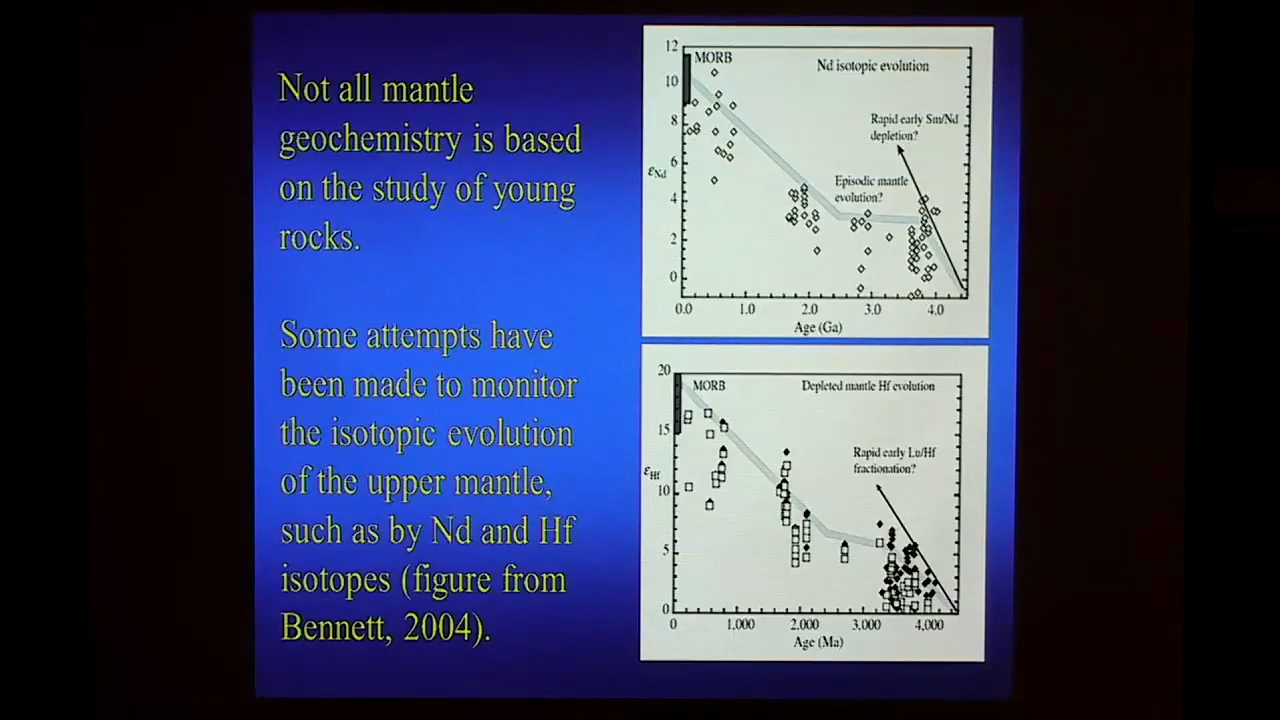 Not all mantle
geochemistry is based
on the study of young
rocks.
Some attempts have
been made to monitor
the isotopic evolution
of the upper mantle,
such as by Nd and Hf
isotopes (figure from
Bennett, 2004).
12
10
8
6
4
2
0
εNd
MORB
Nd isotopic evolution
Rapid early Sm/Nd
depletion?
Episodic mantle
evolution?
0.0 1.0 2.0 3.0 4.0
Age (Ga)
20
15
10
5
0
εHf
MORB
Depleted mantle Hf evolution
Rapid early Lu/Hf
fractionation?
0 1,000 2,000 3,000 4,000
Age (Ma)